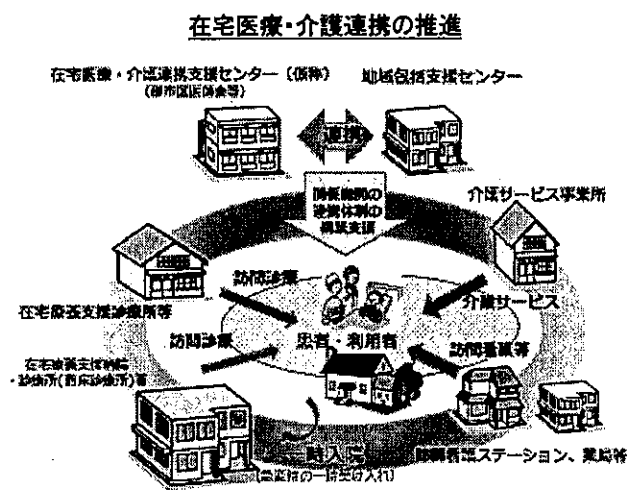 在宅医療・介護連携の推進
在宅医療・介護連携支援センター(仮称)
(郡市区医師会等)
地域包括支援センター
連携
関係機関の
連携体制の
構築支援
介護サービス事業所
訪問診療
在宅療養支援診療所等
介護サービス
訪問診療
患者・利用者
訪問看護等
在宅療養支援病院
・診療所(有床診療所)等
一時入院
(急変時の一時受け入れ)
訪問看護ステーション、薬局等